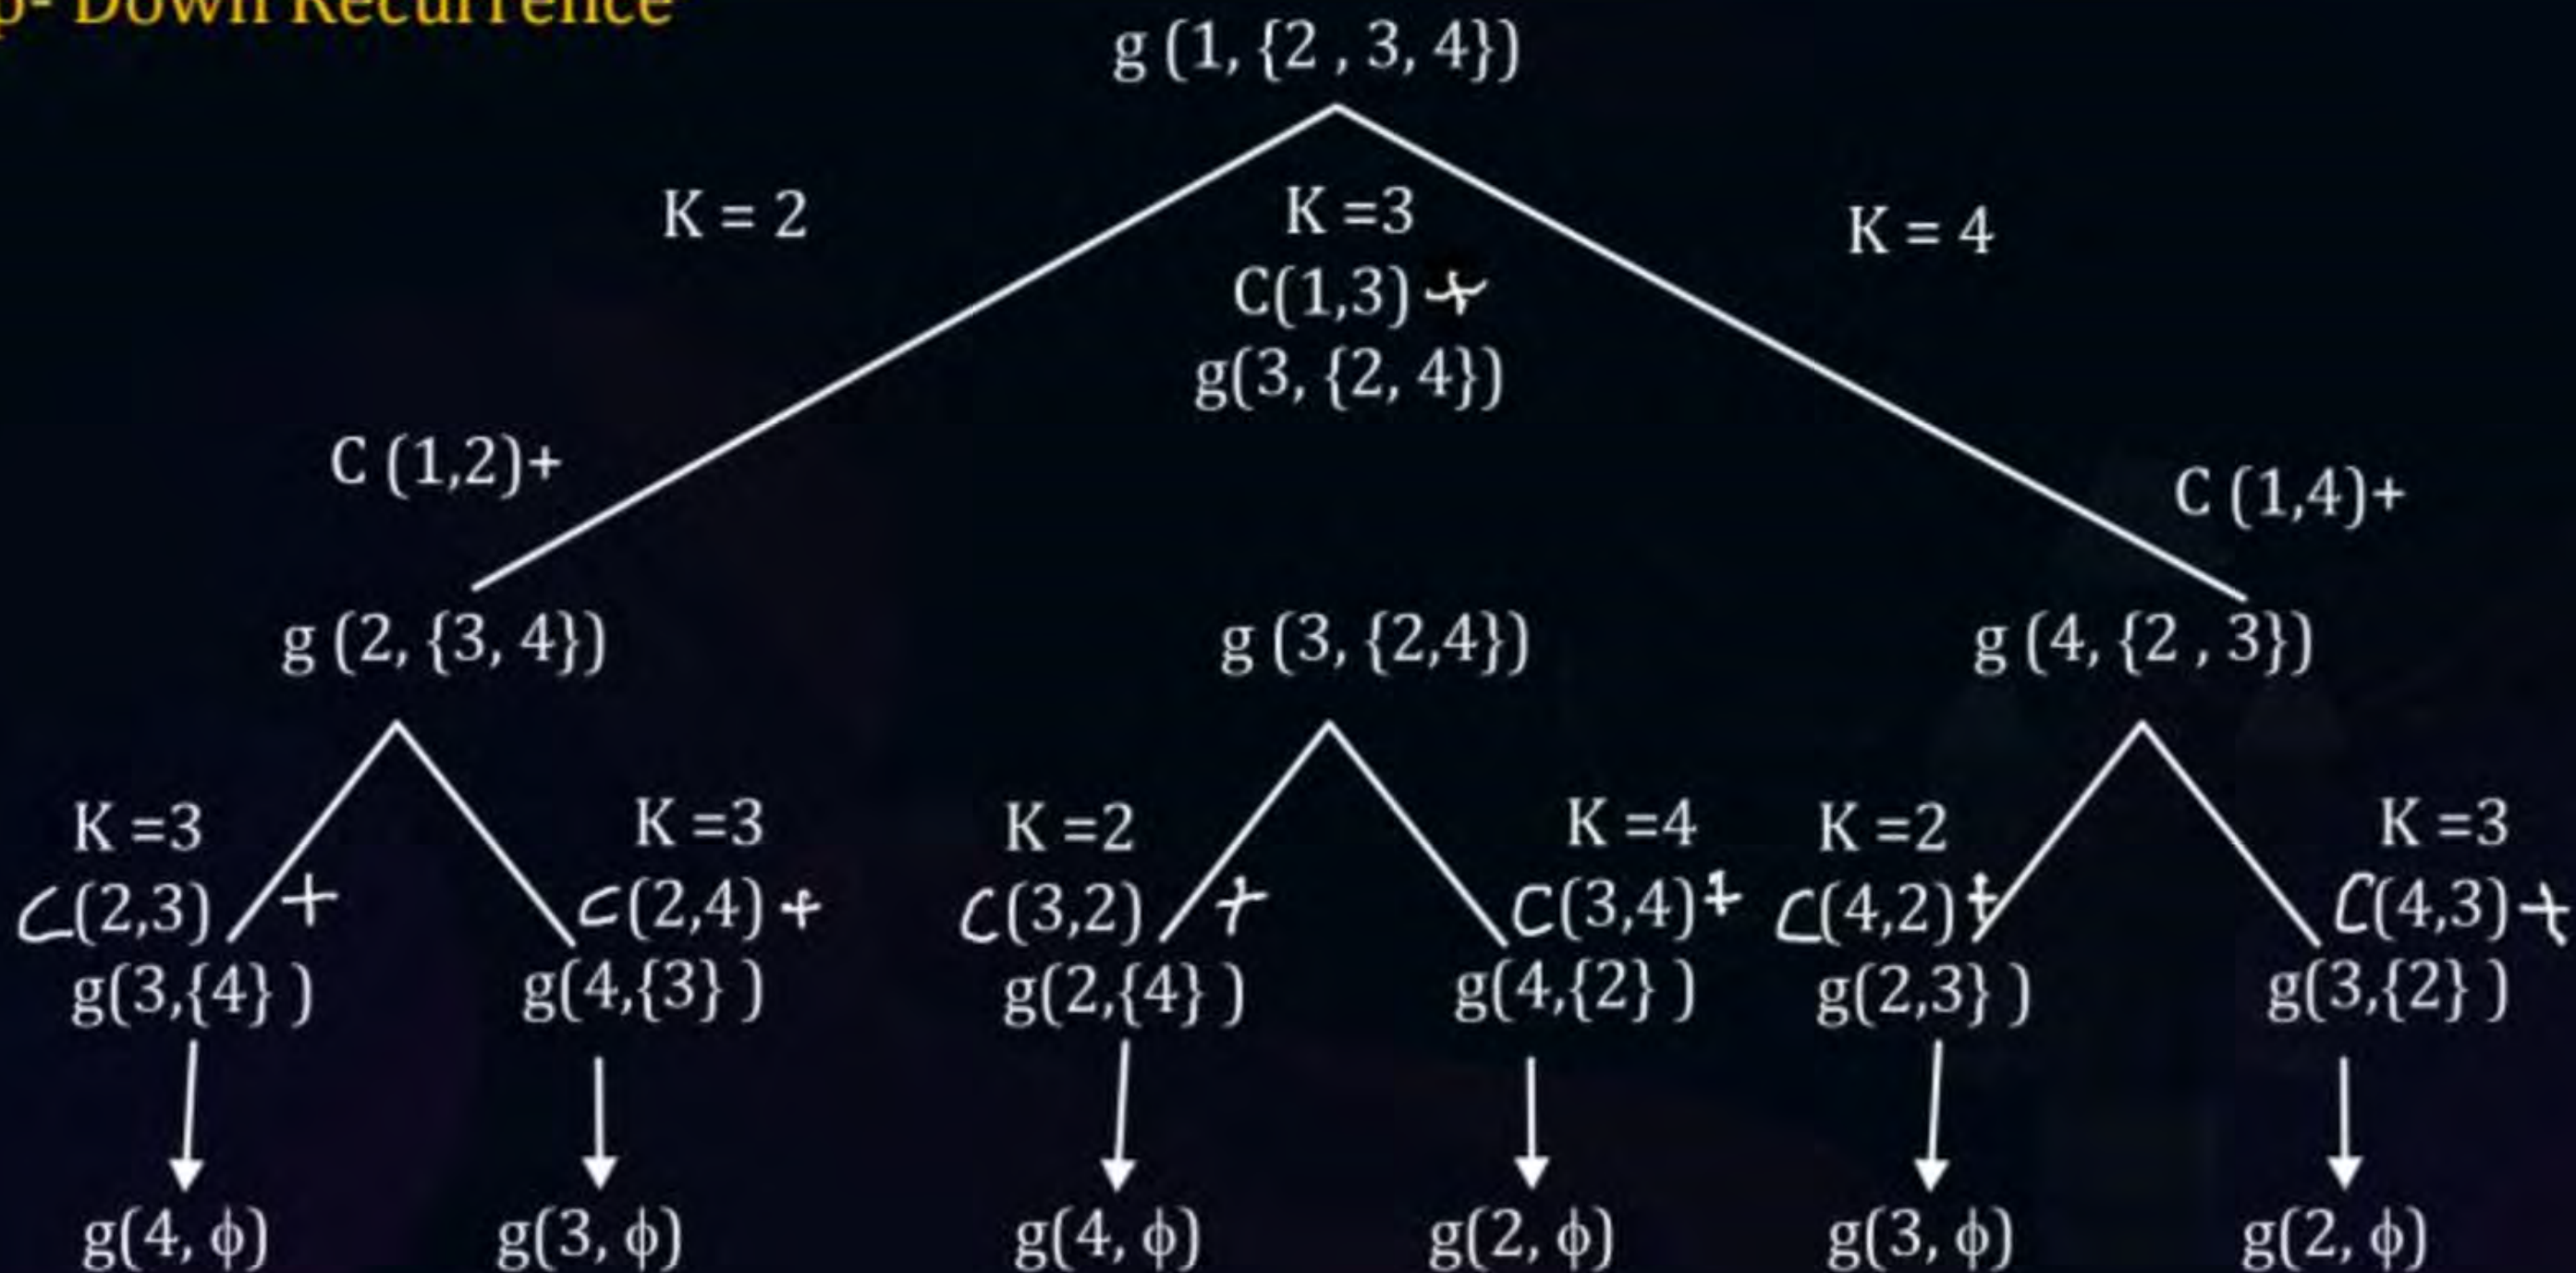 Down Recurrence
g (1, {2 , 3, 4})
K = 2
K =3
K = 4
C(1,3) +
g(3, {2, 4})
C (1,2)+
C (1,4)+
g (2, {3, 4})
g (3, {2,4})
g (4, {2 , 3})
K =3
K =3
K =2
K =4
K =2
K =3
C(2,3) +
C(2,4) +
C(3,2) +
C(3,4)+
C(4,2)+
C(4,3)+
g(3,{4} )
g(4,{3} )
g(2,{4} )
g(4,{2} )
g(2,3} )
g(3,{2} )
g(4, ϕ)
g(3, ϕ)
g(4, ϕ)
g(2, ϕ)
g(3, ϕ)
g(2, ϕ)